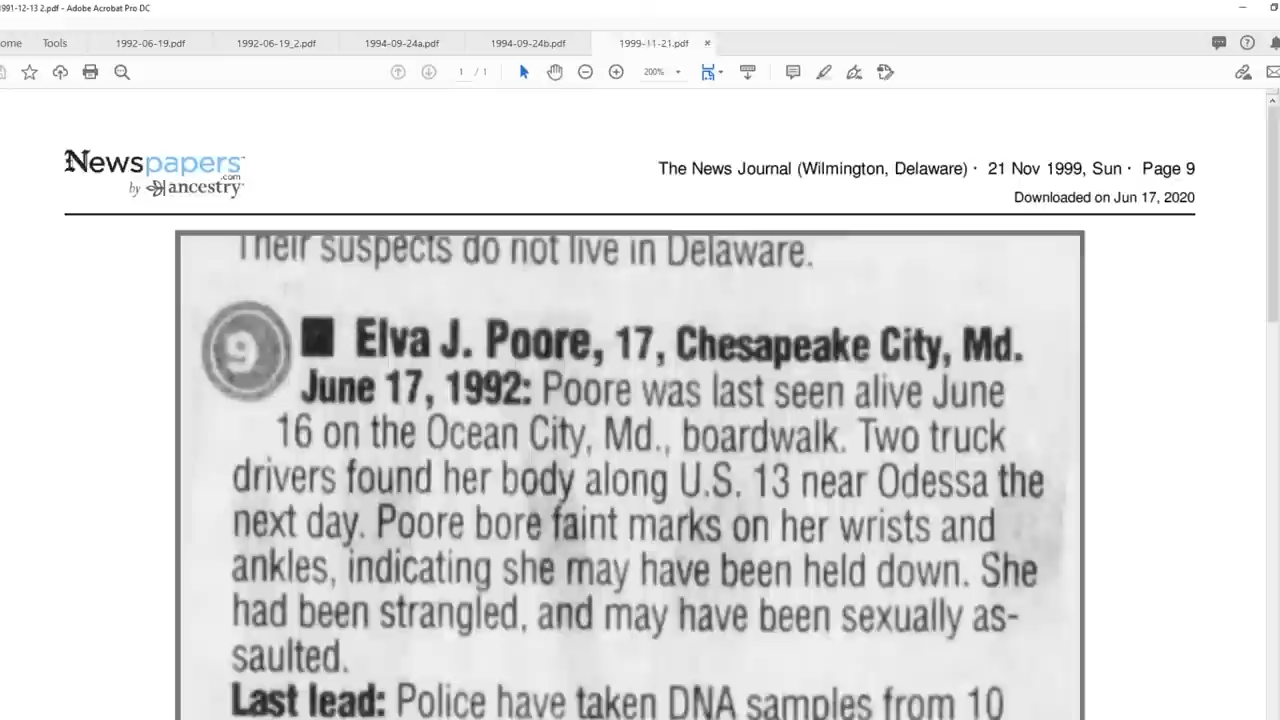 1991-12-13 2.pdf - Adobe Acrobat Pro DC
ome Tools 1992-06-19.pdf 1992-06-19_2.pdf 1994-09-24a.pdf 1994-09-24b.pdf 1999-11-21.pdf ×
1 / 1 200%
Newspapers™
.com
by ancestry
The News Journal (Wilmington, Delaware) · 21 Nov 1999, Sun · Page 9
Downloaded on Jun 17, 2020
Their suspects do not live in Delaware.
9
■ Elva J. Poore, 17, Chesapeake City, Md.
June 17, 1992: Poore was last seen alive June
16 on the Ocean City, Md., boardwalk. Two truck
drivers found her body along U.S. 13 near Odessa the
next day. Poore bore faint marks on her wrists and
ankles, indicating she may have been held down. She
had been strangled, and may have been sexually as-
saulted.
Last lead: Police have taken DNA samples from 10